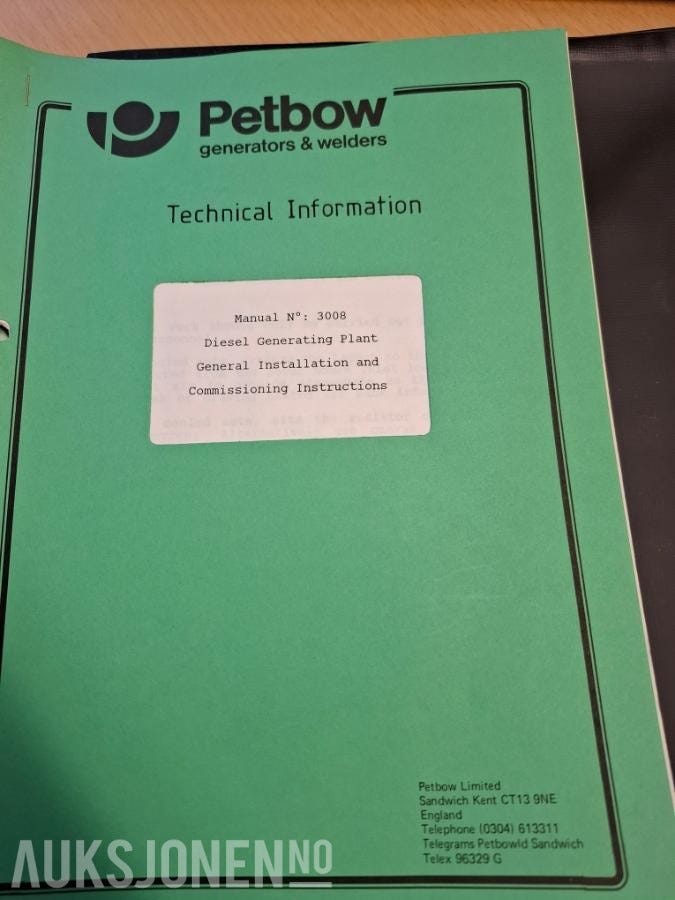 Petbow
generators & welders
Technical Information
Manual Nº: 3008
Diesel Generating Plant
General Installation and
Commissioning Instructions
Petbow Limited
Sandwich Kent CT13 9NE
England
Telephone (0304) 613311
Telegrams Petbowld Sandwich
Telex 96329 G
AUKSJONEN NO